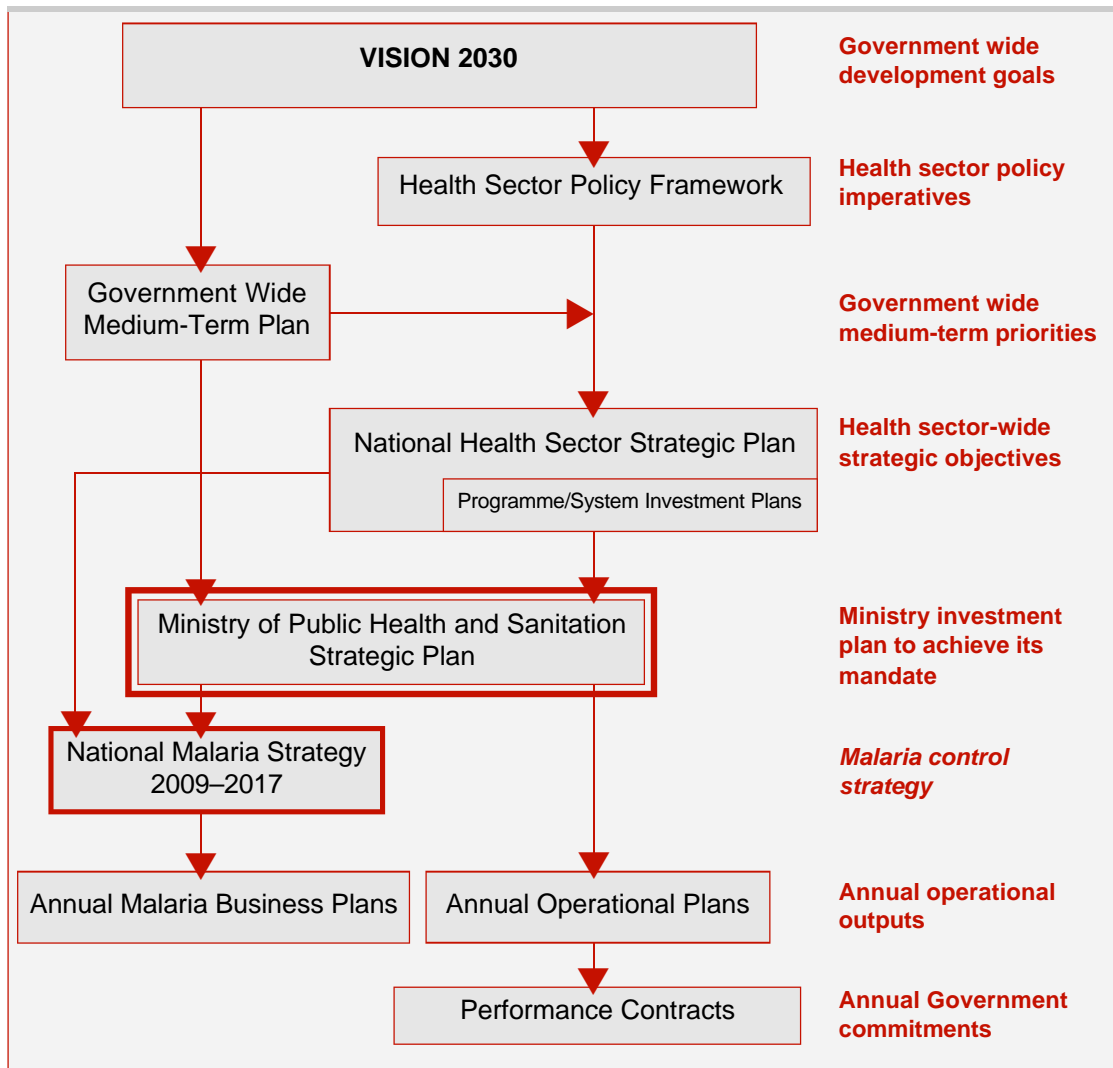 VISION 2030
Government wide
development goals
Health Sector Policy Framework
Health sector policy
imperatives
Government Wide
Medium-Term Plan
Government wide
medium-term priorities
National Health Sector Strategic Plan
Programme/System Investment Plans
Health sector-wide
strategic objectives
Ministry of Public Health and Sanitation
Strategic Plan
Ministry investment
plan to achieve its
mandate
National Malaria Strategy
2009–2017
Malaria control
strategy
Annual Malaria Business Plans
Annual Operational Plans
Annual operational
outputs
Performance Contracts
Annual Government
commitments